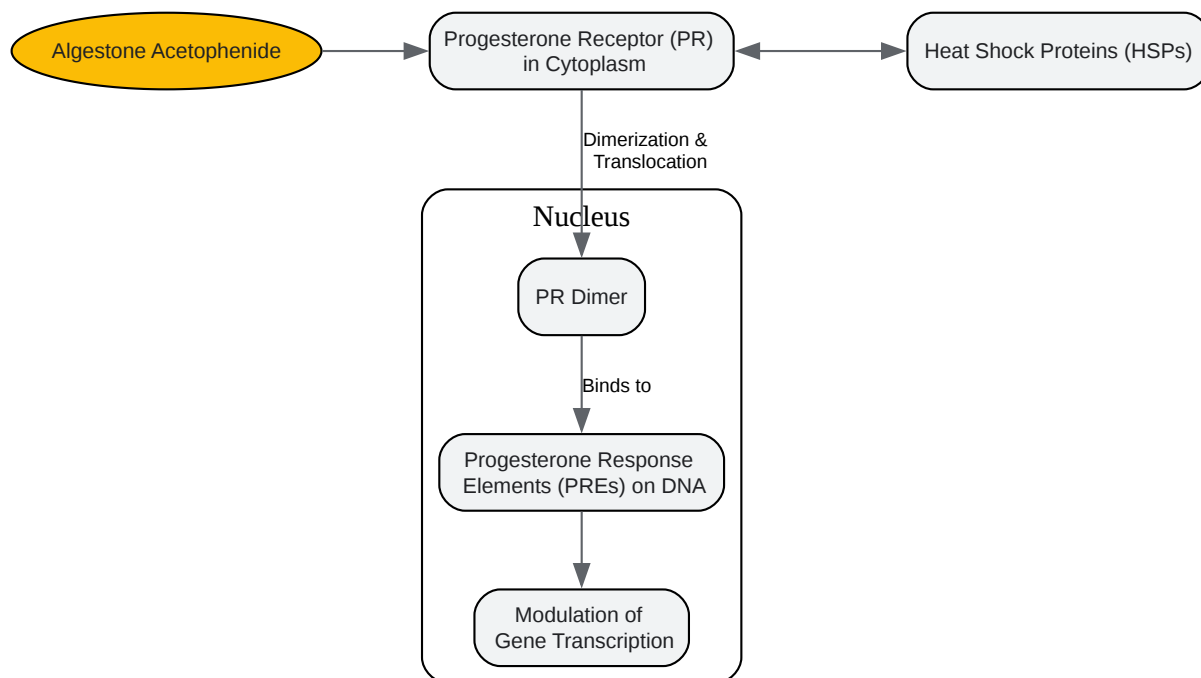 Algestone Acetophenide
Progesterone Receptor (PR)
in Cytoplasm
Heat Shock Proteins (HSPs)
Dimerization &
Translocation
Nucleus
PR Dimer
Binds to
Progesterone Response
Elements (PREs) on DNA
Modulation of
Gene Transcription